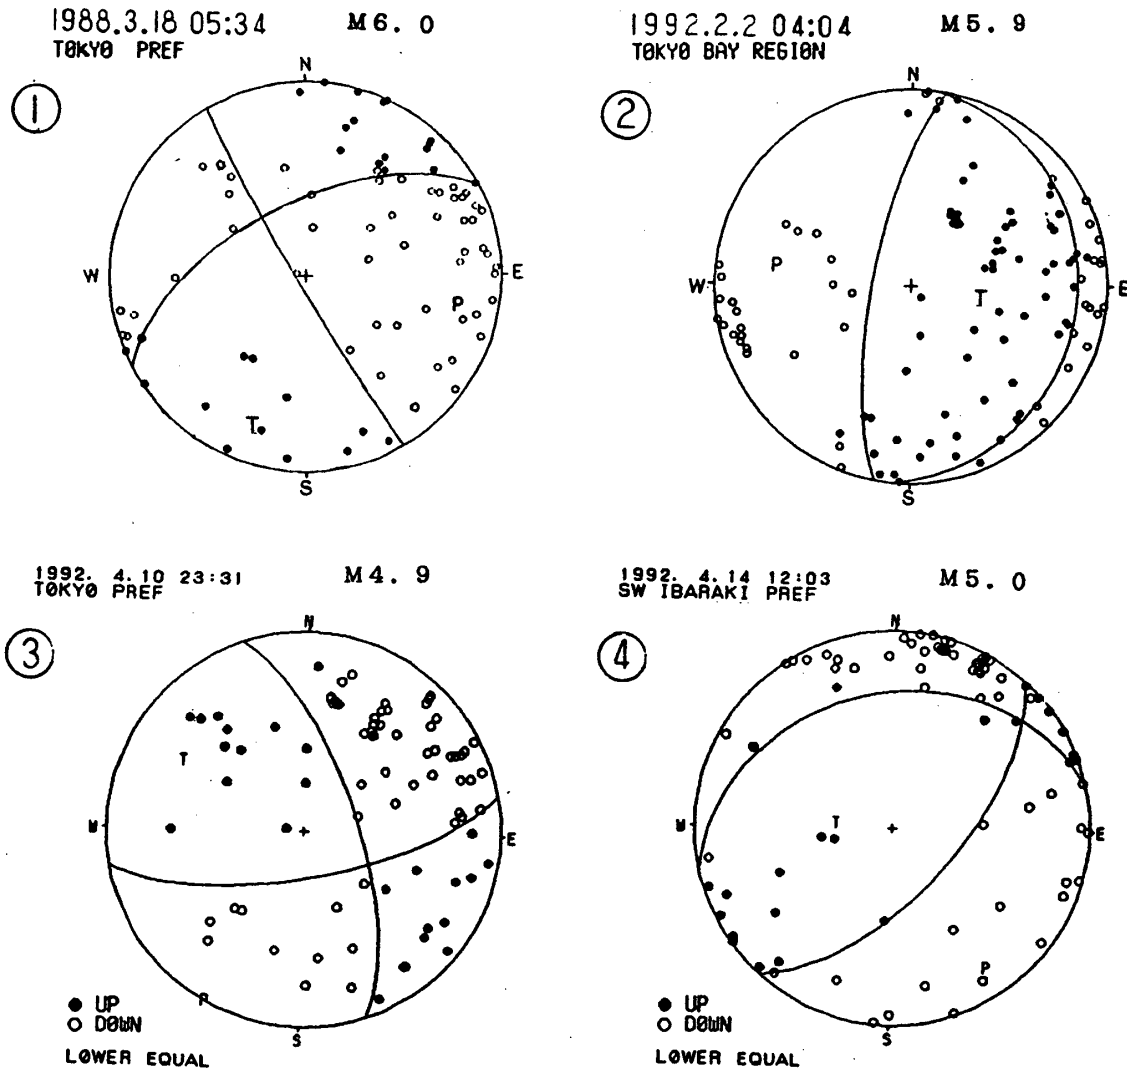 1988.3.18 05:34 M6.0
TOKYO PREF
1
N
W
E
P
T
S
1992.2.2 04:04 M5.9
TOKYO BAY REGION
2
N
P
W
T
E
S
1992. 4.10 23:31 M4.9
TOKYO PREF
3
N
T
W
E
P
S
● UP
○ DOWN
LOWER EQUAL
1992. 4.14 12:03 M5.0
SW IBARAKI PREF
4
N
T
W
E
P
S
● UP
○ DOWN
LOWER EQUAL